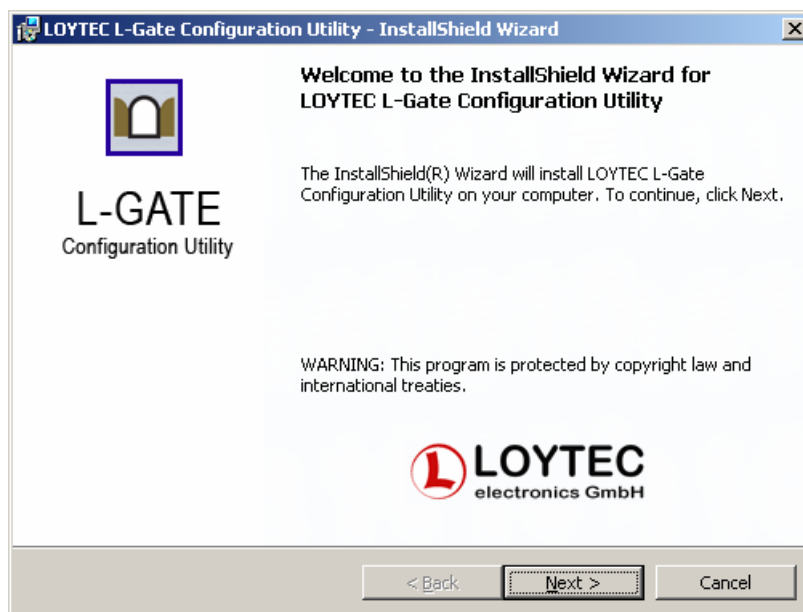 LOYTEC L-Gate Configuration Utility - InstallShield Wizard
L-GATE
Configuration Utility
Welcome to the InstallShield Wizard for
LOYTEC L-Gate Configuration Utility
The InstallShield(R) Wizard will install LOYTEC L-Gate
Configuration Utility on your computer. To continue, click Next.
WARNING: This program is protected by copyright law and
international treaties.
LOYTEC
electronics GmbH
< Back
Next >
Cancel